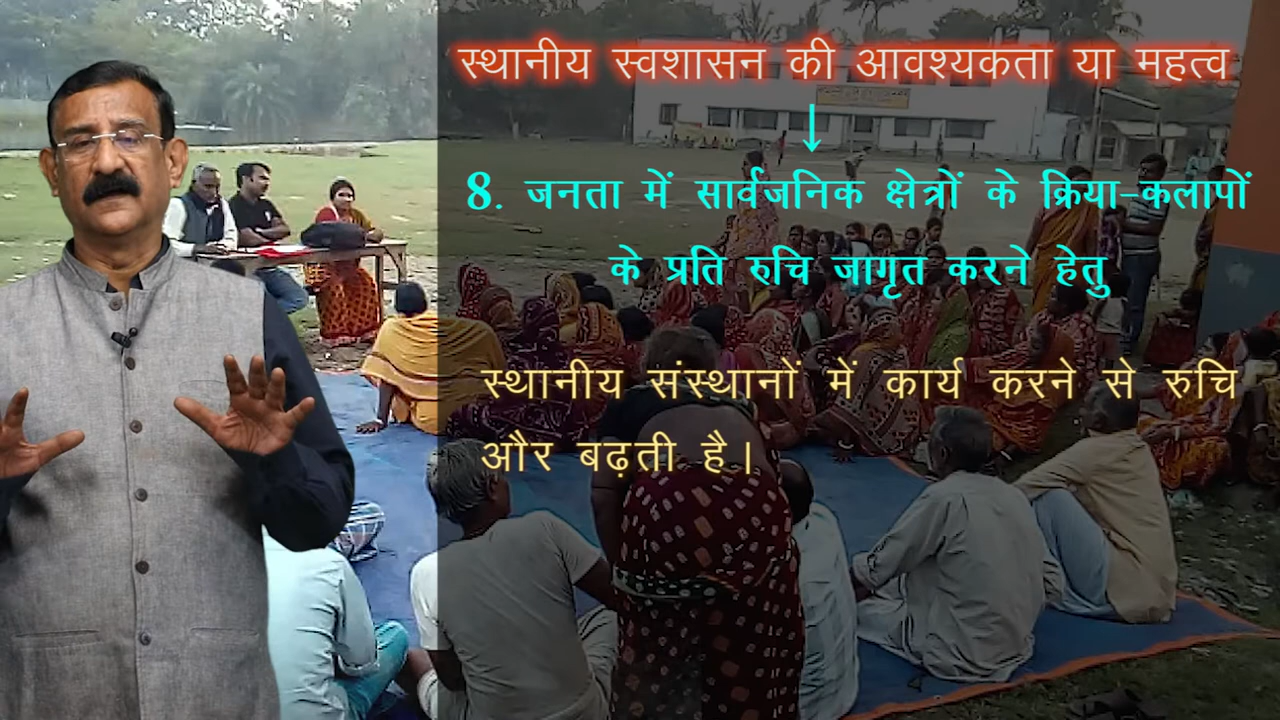 स्थानीय स्वशासन की आवश्यकता या महत्व
↓
8. जनता में सार्वजनिक क्षेत्रों के क्रिया-कलापों
के प्रति रुचि जागृत करने हेतु
स्थानीय संस्थानों में कार्य करने से रुचि
और बढ़ती है।